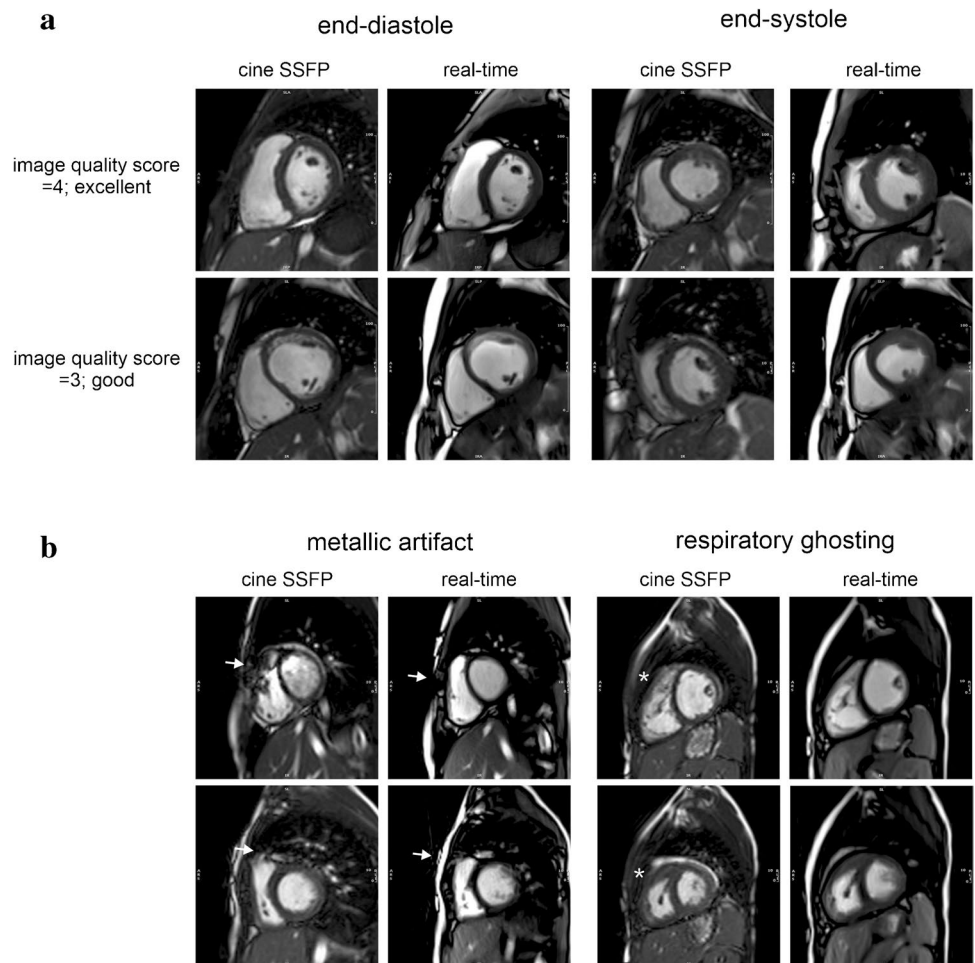 a
end-diastole
end-systole
cine SSFP
real-time
cine SSFP
real-time
image quality score
=4; excellent
image quality score
=3; good
b
metallic artifact
respiratory ghosting
cine SSFP
real-time
cine SSFP
real-time
*
*